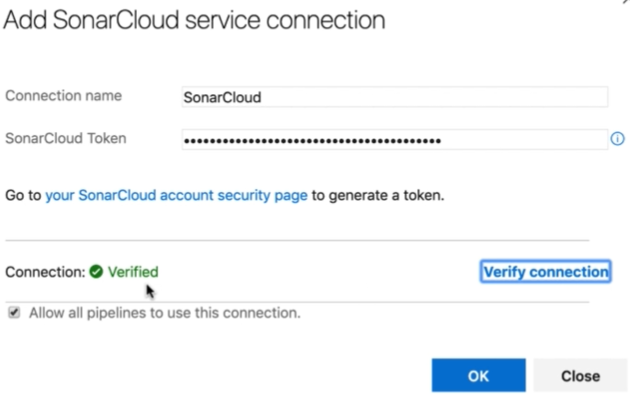 Add SonarCloud service connection
Connection name SonarCloud
SonarCloud Token ••••••••••••••••••••••••••••••••••••••••
Go to your SonarCloud account security page to generate a token.
Connection: Verified Verify connection
Allow all pipelines to use this connection.
OK Close